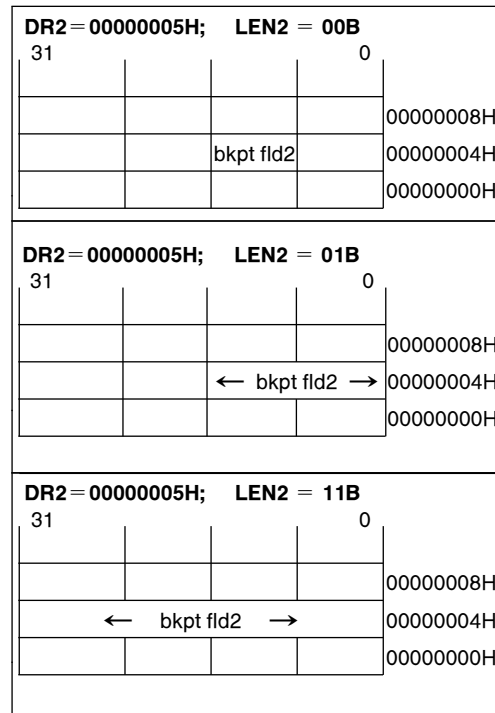 DR2=00000005H; LEN2 = 00B
31 0
00000008H
bkpt fld2 00000004H
00000000H
DR2=00000005H; LEN2 = 01B
31 0
00000008H
← bkpt fld2 → 00000004H
00000000H
DR2=00000005H; LEN2 = 11B
31 0
00000008H
← bkpt fld2 → 00000004H
00000000H